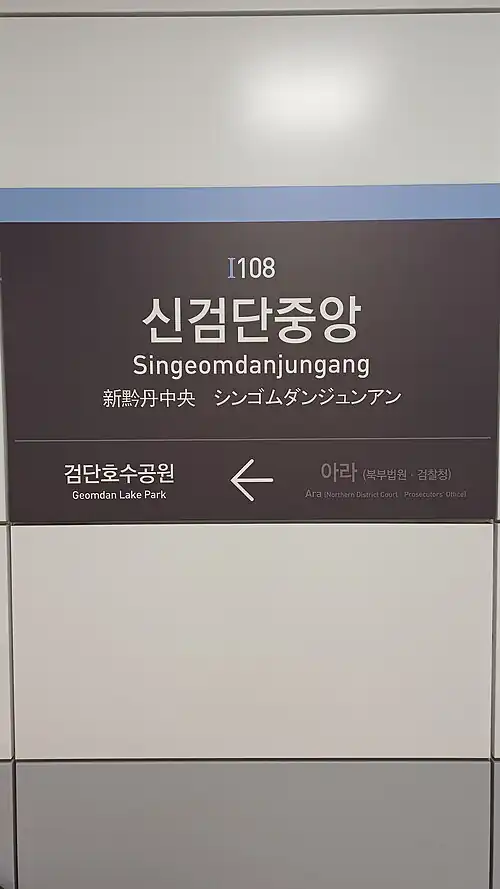 I108
신검단중앙
Singeomdanjungang
新黔丹中央 シンゴムダンジュンアン
검단호수공원 ← 아라 (북부법원·검찰청)
Geomdan Lake Park Ara (Northern District Court · Prosecutors' Office)